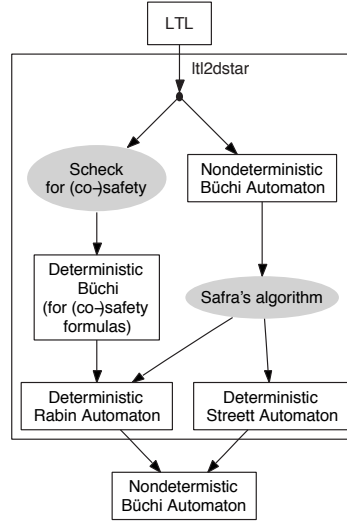 LTL
ltl2dstar
Scheck
for (co-)safety
Nondeterministic
Büchi Automaton
Deterministic
Büchi
(for (co-)safety
formulas)
Safra's algorithm
Deterministic
Rabin Automaton
Deterministic
Streett Automaton
Nondetermistic
Büchi Automaton